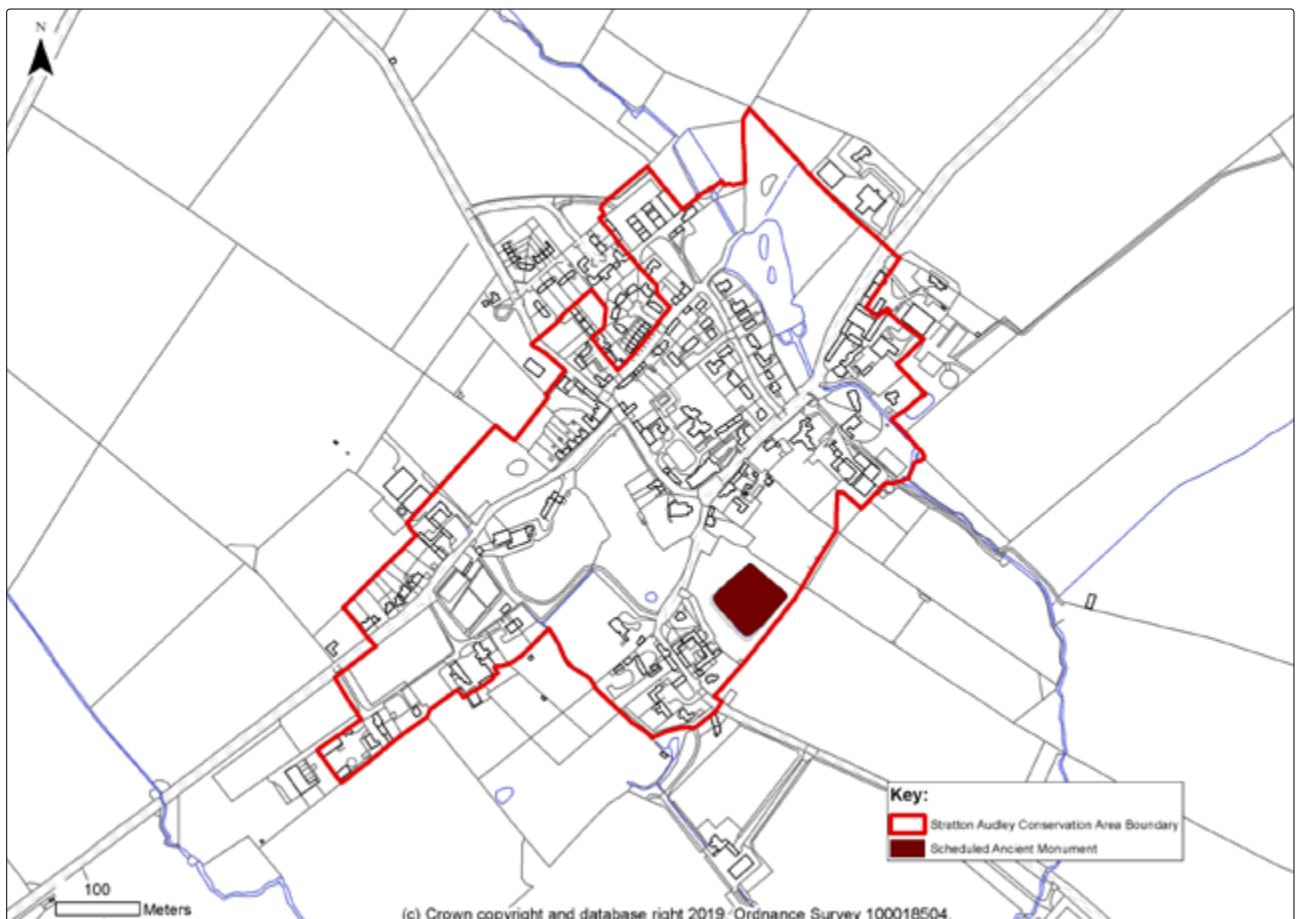 N
Key:
Stratton Audley Conservation Area Boundary
Scheduled Ancient Monument
100
Meters
(c) Crown copyright and database right 2019. Ordnance Survey 100018504.